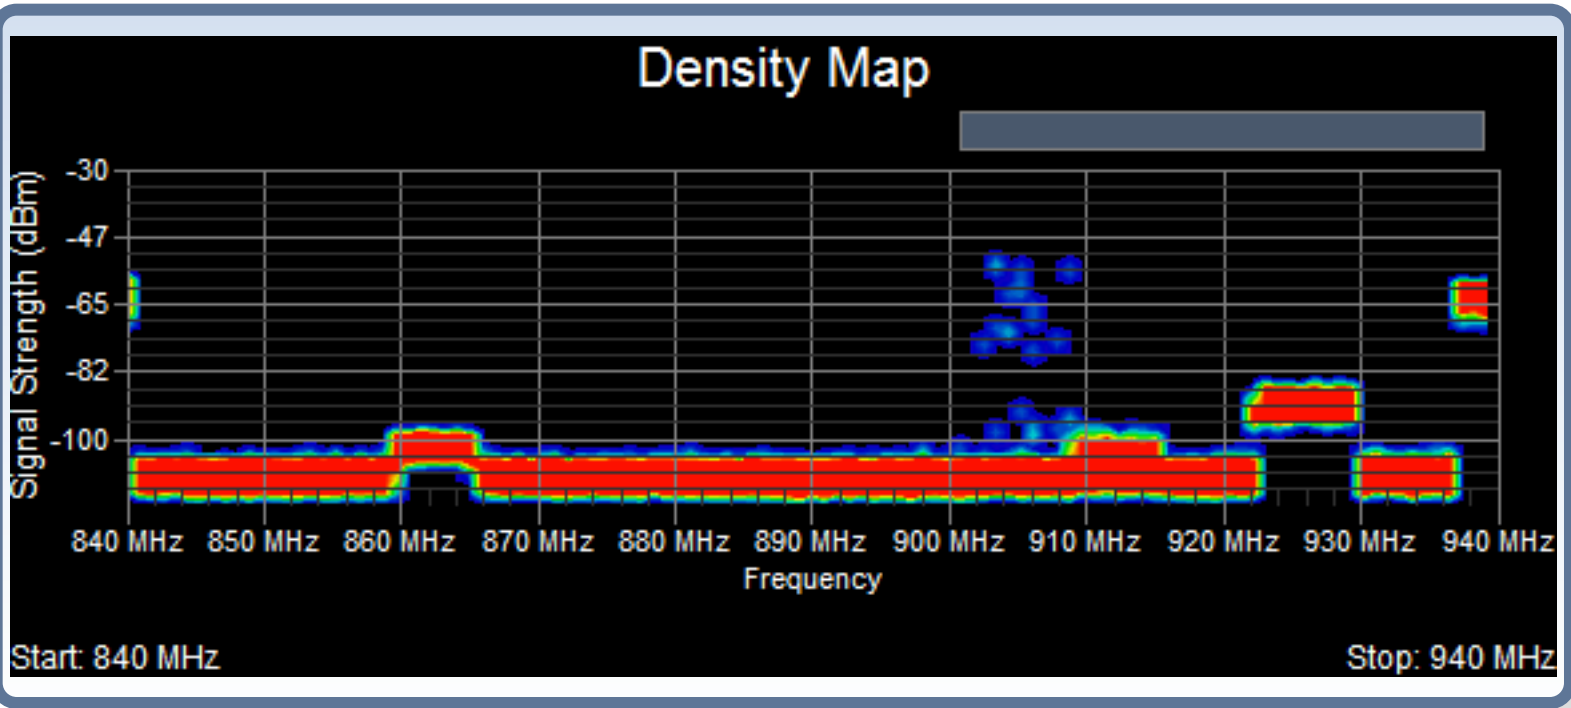 Density Map
-30
-47
-65
-82
-100
Signal Strength (dBm)
840 MHz 850 MHz 860 MHz 870 MHz 880 MHz 890 MHz 900 MHz 910 MHz 920 MHz 930 MHz 940 MHz
Frequency
Start: 840 MHz Stop: 940 MHz